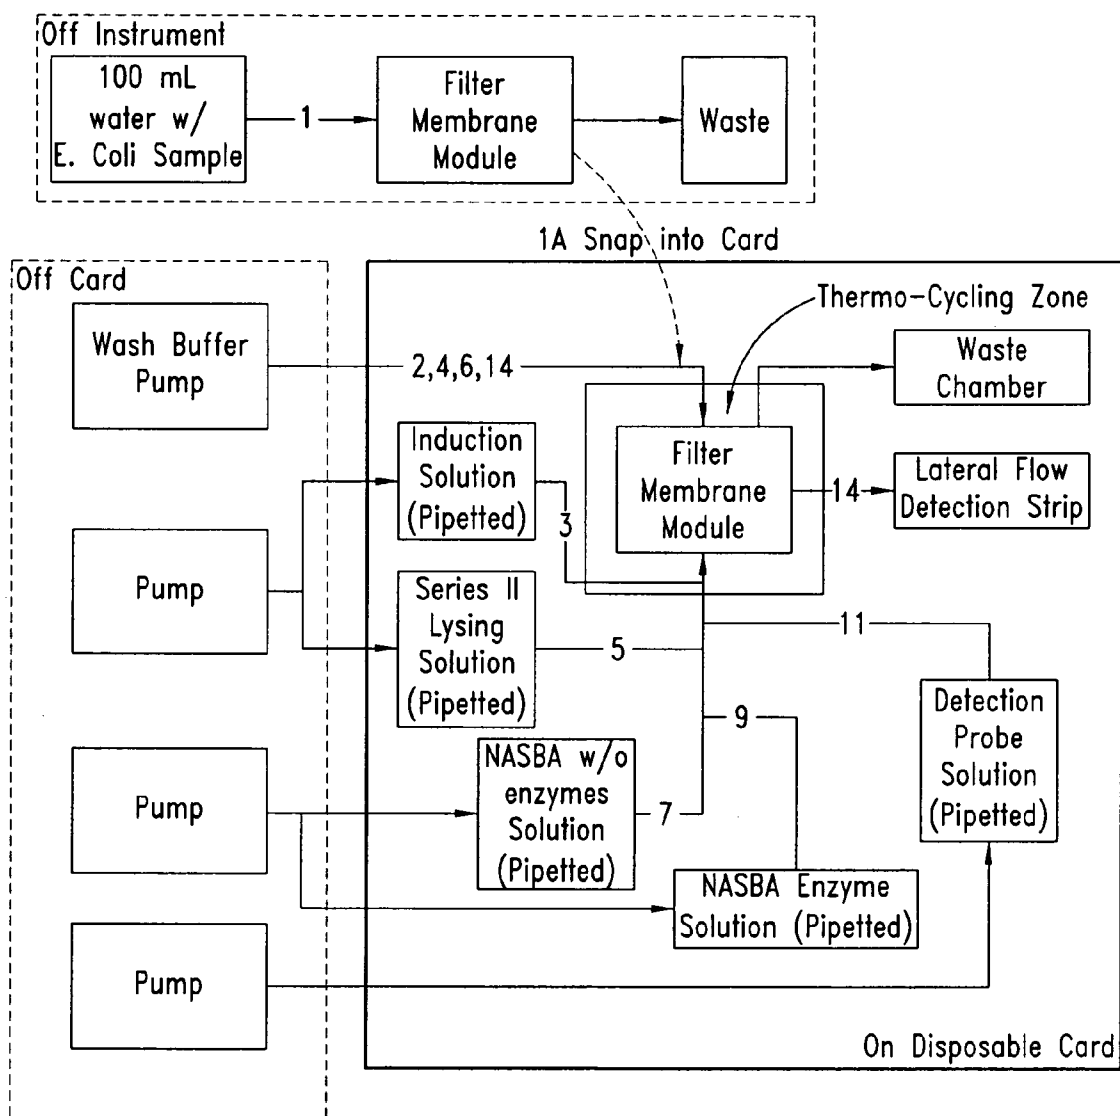 Off Instrument
100 mL
water w/
E. Coli Sample
1
Filter
Membrane
Module
Waste
1A Snap into Card
Off Card
Thermo-Cycling Zone
Wash Buffer
Pump
2,4,6,14
Waste
Chamber
Induction
Solution
(Pipetted)
3
Filter
Membrane
Module
14
Lateral Flow
Detection Strip
Pump
Series II
Lysing
Solution
(Pipetted)
5
11
Detection
Probe
Solution
(Pipetted)
9
Pump
NASBA w/o
enzymes
Solution
(Pipetted)
7
NASBA Enzyme
Solution (Pipetted)
Pump
On Disposable Card